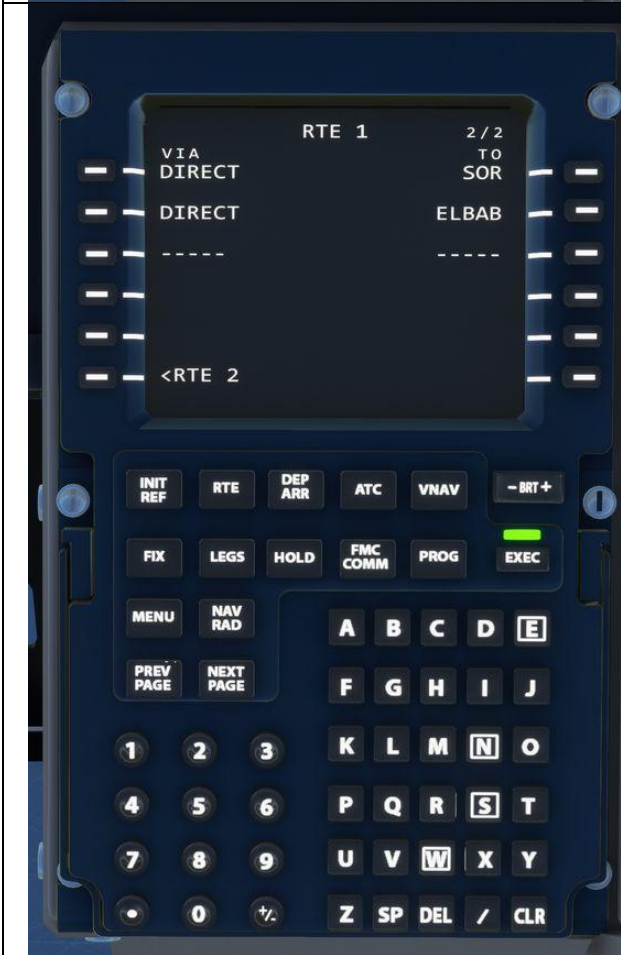 RTE 1 2/2
VIA TO
DIRECT SOR
DIRECT ELBAB
----- -----
<RTE 2
INIT REF RTE DEP ARR ATC VNAV - BRT +
FIX LEGS HOLD FMC COMM PROG EXEC
MENU NAV RAD
A B C D E
PREV PAGE NEXT PAGE
F G H I J
1 2 3
K L M N O
4 5 6
P Q R S T
7 8 9
U V W X Y
. 0 +/-
Z SP DEL / CLR